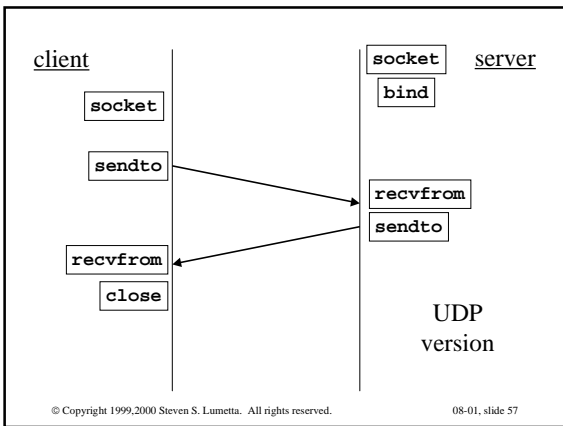 client
server
socket
bind
socket
sendto
recvfrom
sendto
recvfrom
close
UDP
version
© Copyright 1999,2000 Steven S. Lumetta. All rights reserved.
08-01, slide 57